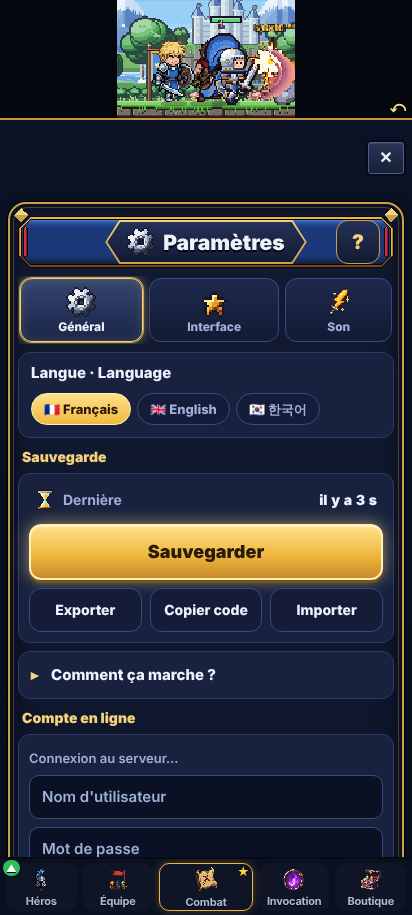 ×
Paramètres
?
Général
Interface
Son
Langue · Language
🇫🇷 Français
🇬🇧 English
🇰🇷 한국어
Sauvegarde
Dernière
il y a 3 s
Sauvegarder
Exporter
Copier code
Importer
► Comment ça marche ?
Compte en ligne
Connexion au serveur...
Nom d'utilisateur
Mot de passe
Héros
Équipe
Combat
Invocation
Boutique